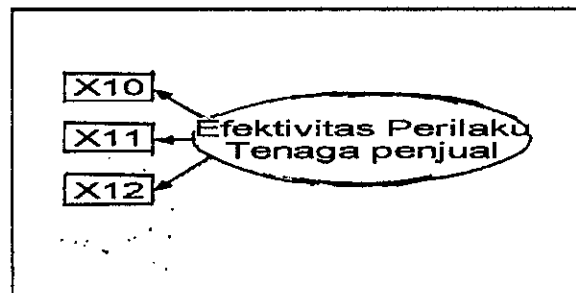 X10
X11
X12
Efektivitas Perilaku
Tenaga penjual